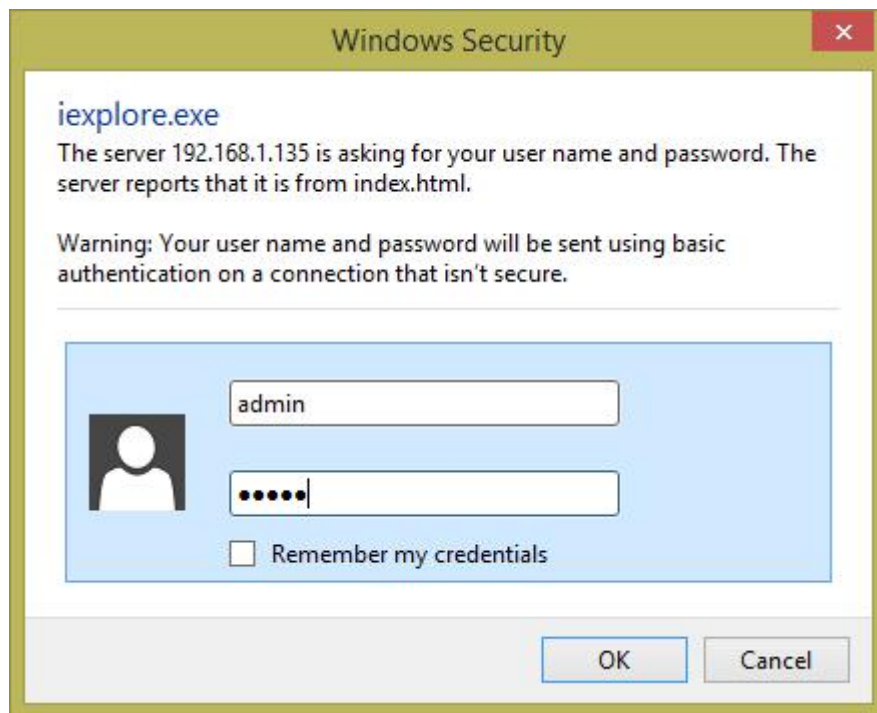 Windows Security
iexplore.exe
The server 192.168.1.135 is asking for your user name and password. The
server reports that it is from index.html.
Warning: Your user name and password will be sent using basic
authentication on a connection that isn't secure.
admin
●●●●●
Remember my credentials
OK Cancel